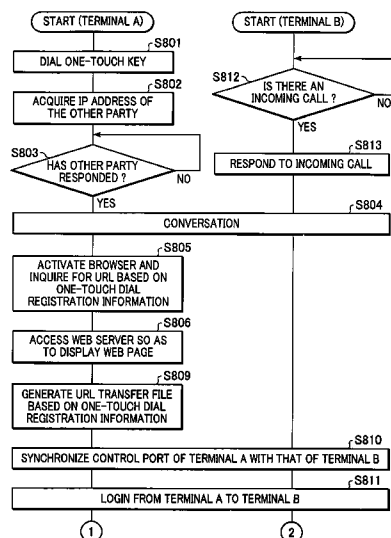 START (TERMINAL A)
S801
DIAL ONE-TOUCH KEY
S802
ACQUIRE IP ADDRESS OF
THE OTHER PARTY
S803
HAS OTHER PARTY
RESPONDED ?
NO
YES
START (TERMINAL B)
S812
IS THERE AN
INCOMING CALL ?
NO
YES
S813
RESPOND TO INCOMING CALL
S804
CONVERSATION
S805
ACTIVATE BROWSER AND
INQUIRE FOR URL BASED ON
ONE-TOUCH DIAL
REGISTRATION INFORMATION
S806
ACCESS WEB SERVER SO AS
TO DISPLAY WEB PAGE
S809
GENERATE URL TRANSFER FILE
BASED ON ONE-TOUCH DIAL
REGISTRATION INFORMATION
S810
SYNCHRONIZE CONTROL PORT OF TERMINAL A WITH THAT OF TERMINAL B
S811
LOGIN FROM TERMINAL A TO TERMINAL B
1
2